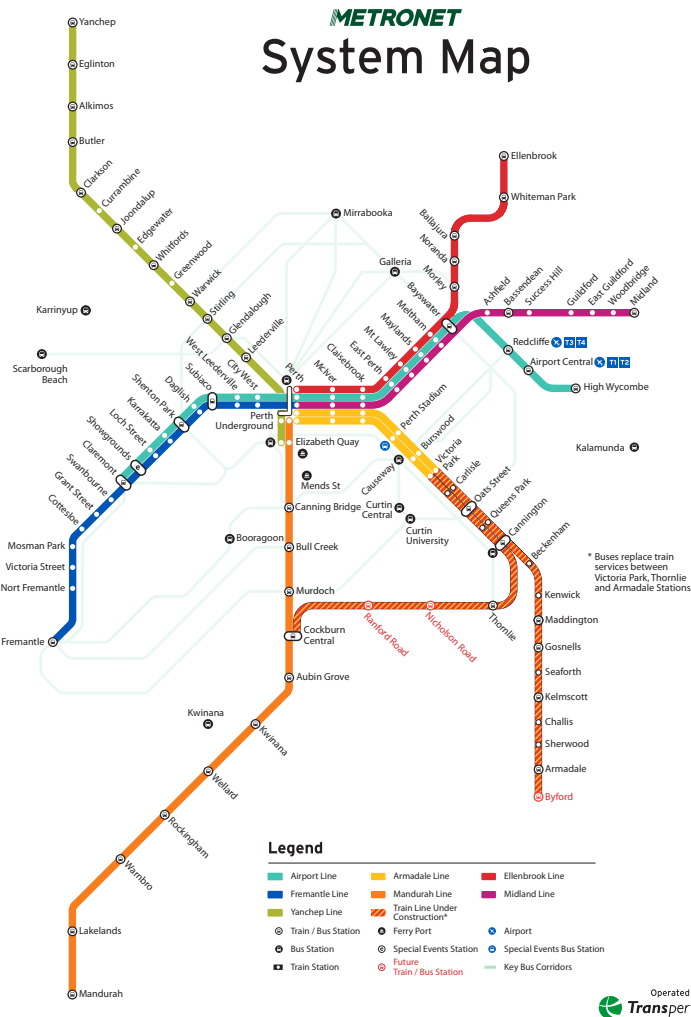 METRONET
System Map
Yanchep
Eglinton
Alkimos
Butler
Clarkson
Currambine
Joondalup
Edgewater
Whitfords
Greenwood
Warwick
Stirling
Glendalough
Leederville
Ellenbrook
Whiteman Park
Ballajura
Noranda
Morley
Mirrabooka
Galleria
Karrinyup
Scarborough
Beach
Bayswater
Meltham
Maylands
Mt Lawley
East Perth
Claisebrook
McIver
Perth
City West
West Leederville
Subiaco
Daglish
Shenton Park
Karrakatta
Loch Street
Showgrounds
Claremont
Swanbourne
Grant Street
Cottesloe
Mosman Park
Victoria Street
Nort Fremantle
Fremantle
Ashfield
Bassendean
Success Hill
Guildford
East Guildford
Woodbridge
Midland
Redcliffe
T3 T4
Airport Central
T1 T2
High Wycombe
Kalamunda
Perth
Underground
Elizabeth Quay
Mends St
Canning Bridge
Booragoon
Bull Creek
Murdoch
Cockburn
Central
Aubin Grove
Kwinana
Kwinana
Wellard
Rockingham
Warnbro
Lakelands
Mandurah
Perth Stadium
Burswood
Victoria
Park
Carlisle
Oats Street
Queens Park
Cannington
Beckenham
Causeway
Curtin
Central
Curtin
University
Ranford Road
Nicholson Road
Thornlie
Kenwick
Maddington
Gosnells
Seaforth
Kelmscott
Challis
Sherwood
Armadale
Byford
* Buses replace train
services between
Victoria Park, Thornlie
and Armadale Stations
Legend
Airport Line
Armadale Line
Ellenbrook Line
Fremantle Line
Mandurah Line
Midland Line
Yanchep Line
Train Line Under
Construction*
Train / Bus Station
Ferry Port
Airport
Bus Station
Special Events Station
Special Events Bus Station
Train Station
Future
Train / Bus Station
Key Bus Corridors
Operated
Transper